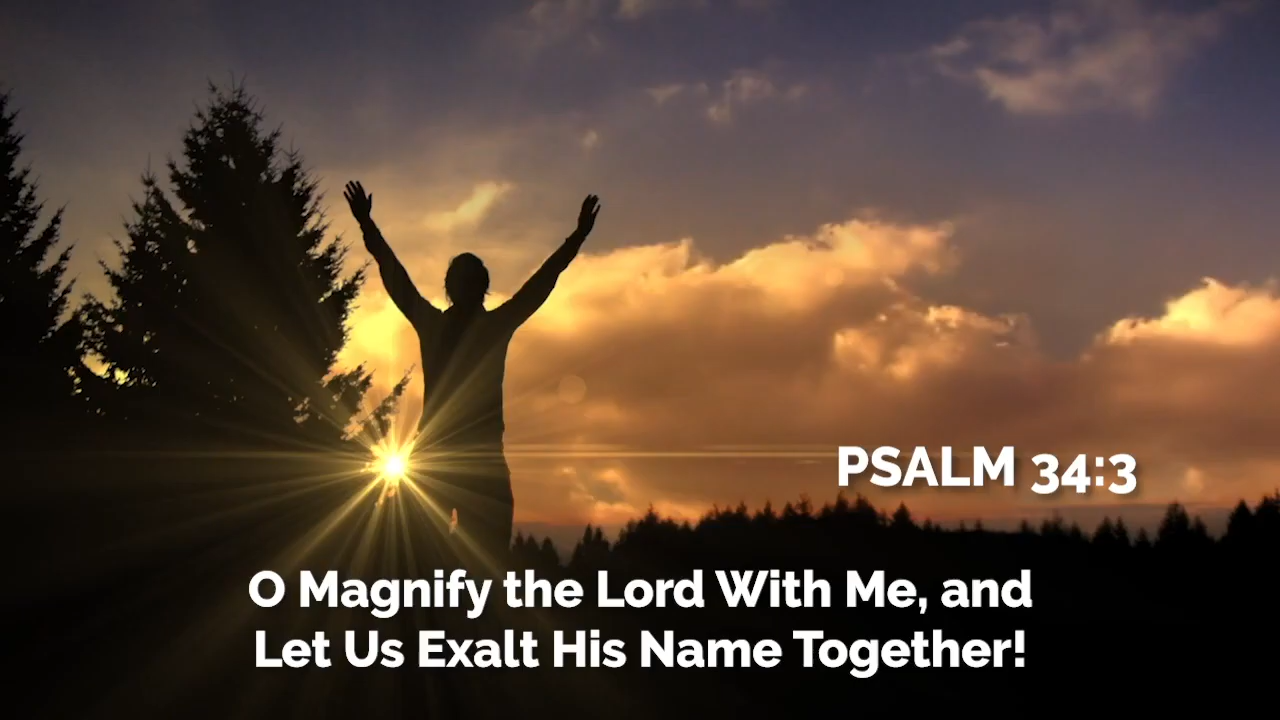 PSALM 34:3
O Magnify the Lord With Me, and
Let Us Exalt His Name Together!